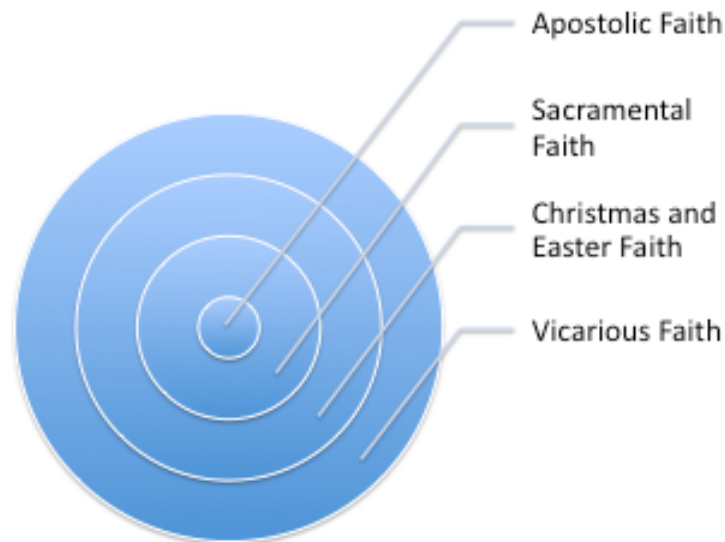 Apostolic Faith
Sacramental
Faith
Christmas and
Easter Faith
Vicarious Faith